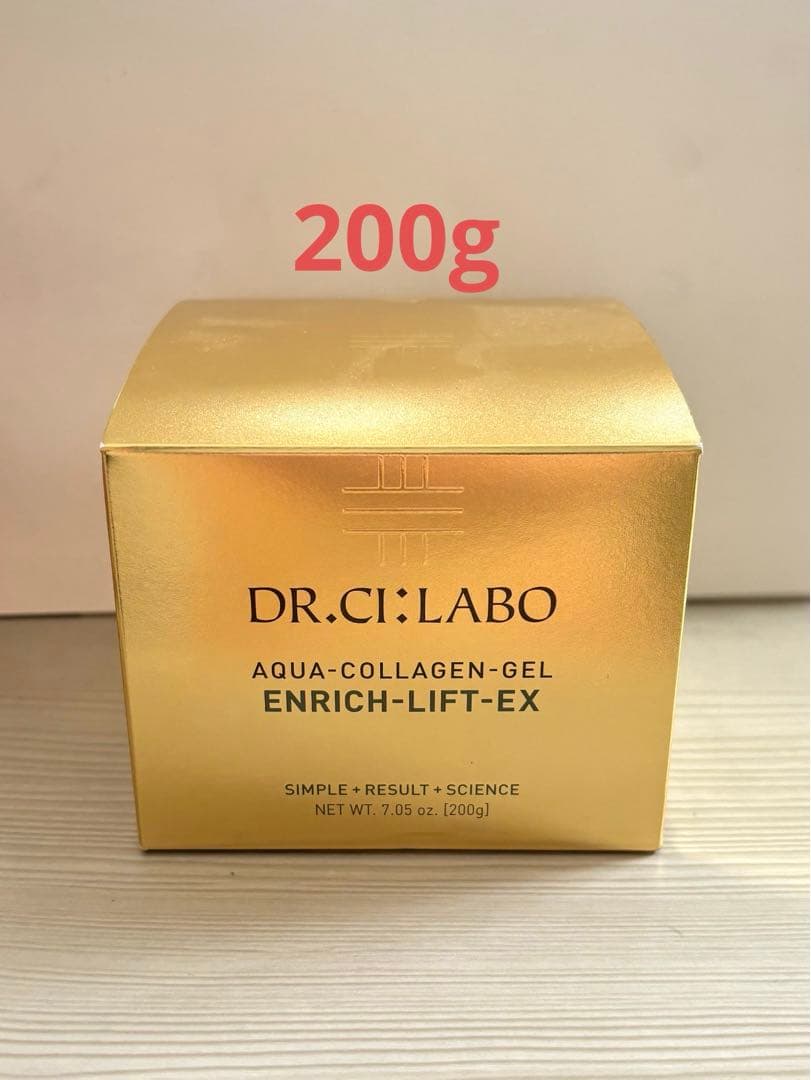 200g
DR.CI:LABO
AQUA-COLLAGEN-GEL
ENRICH-LIFT-EX
SIMPLE + RESULT + SCIENCE
NET WT. 7.05 oz. [200g]